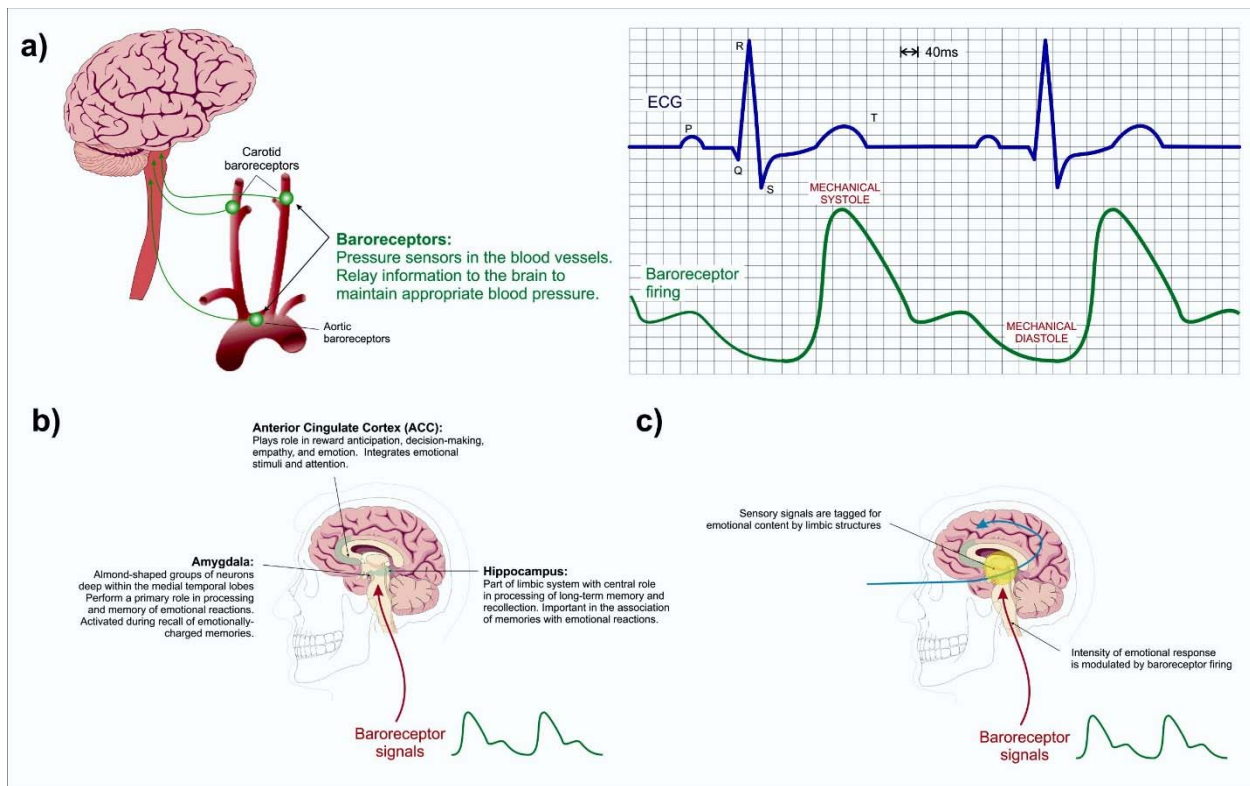 a)
Carotid
baroreceptors
Baroreceptors:
Pressure sensors in the blood vessels.
Relay information to the brain to
maintain appropriate blood pressure.
Aortic
baroreceptors
R
40ms
ECG
P
T
Q
S
MECHANICAL
SYSTOLE
Baroreceptor
firing
MECHANICAL
DIASTOLE
b)
Anterior Cingulate Cortex (ACC):
Plays role in reward anticipation, decision-making,
empathy, and emotion. Integrates emotional
stimuli and attention.
Amygdala:
Almond-shaped groups of neurons
deep within the medial temporal lobes
Perform a primary role in processing
and memory of emotional reactions.
Activated during recall of emotionally-
charged memories.
Hippocampus:
Part of limbic system with central role
in processing of long-term memory and
recollection. Important in the association
of memories with emotional reactions.
Baroreceptor
signals
c)
Sensory signals are tagged for
emotional content by limbic structures
Intensity of emotional response
is modulated by baroreceptor firing
Baroreceptor
signals